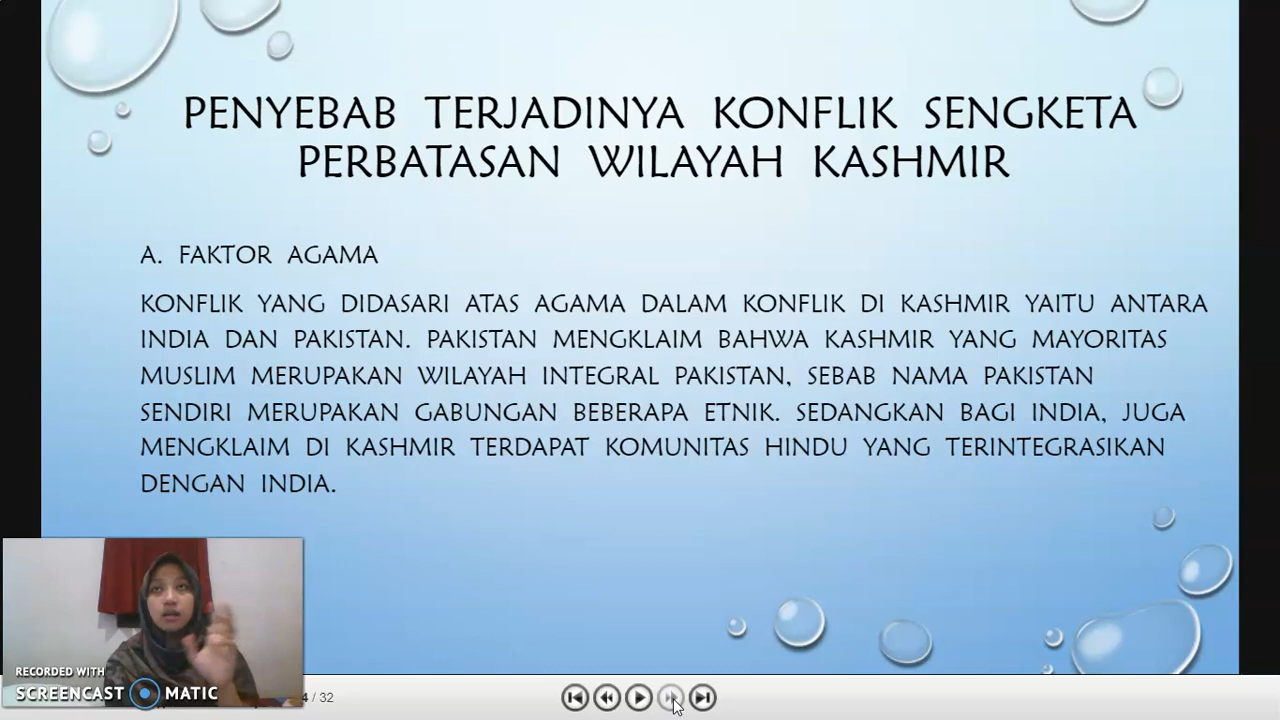 PENYEBAB TERJADINYA KONFLIK SENGKETA
PERBATASAN WILAYAH KASHMIR
A. FAKTOR AGAMA
KONFLIK YANG DIDASARI ATAS AGAMA DALAM KONFLIK DI KASHMIR YAITU ANTARA
INDIA DAN PAKISTAN. PAKISTAN MENGKLAIM BAHWA KASHMIR YANG MAYORITAS
MUSLIM MERUPAKAN WILAYAH INTEGRAL PAKISTAN, SEBAB NAMA PAKISTAN
SENDIRI MERUPAKAN GABUNGAN BEBERAPA ETNIK. SEDANGKAN BAGI INDIA, JUGA
MENGKLAIM DI KASHMIR TERDAPAT KOMUNITAS HINDU YANG TERINTEGRASIKAN
DENGAN INDIA.
RECORDED WITH
SCREENCAST MATIC
/ 32